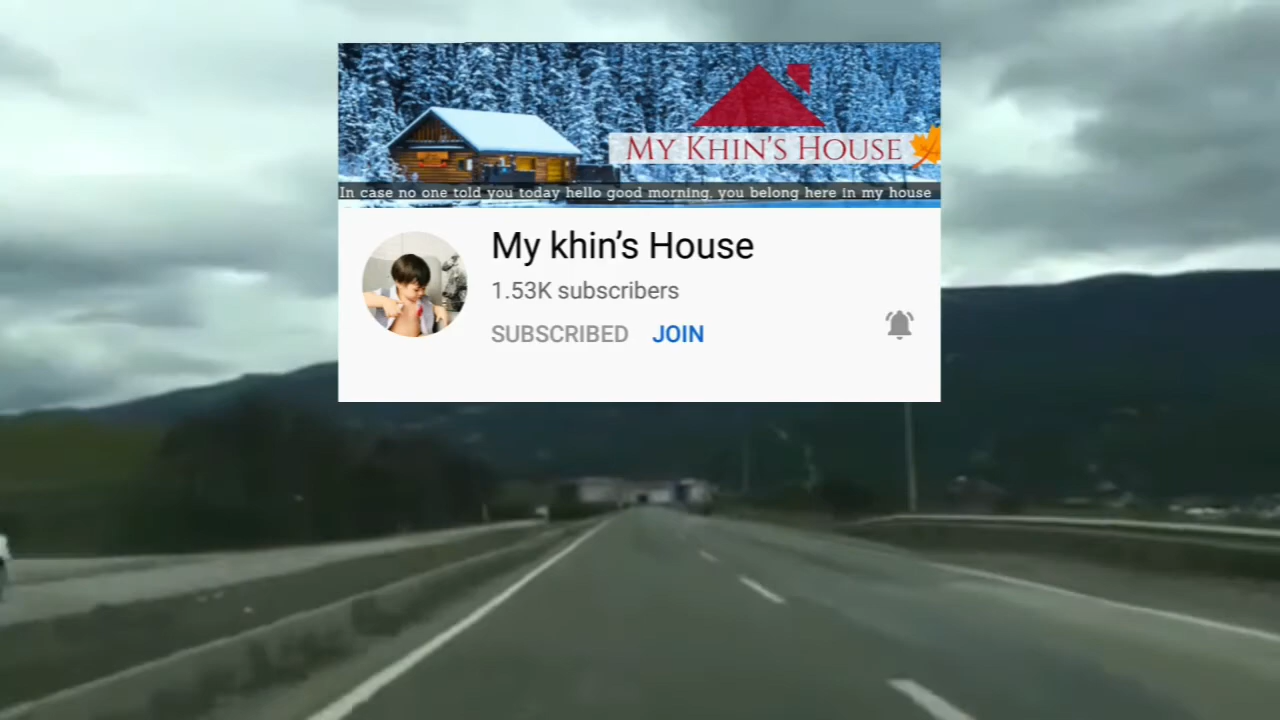 MY KHIN'S HOUSE
In case no one told you today hello good morning, you belong here in my house
My khin’s House
1.53K subscribers
SUBSCRIBED JOIN